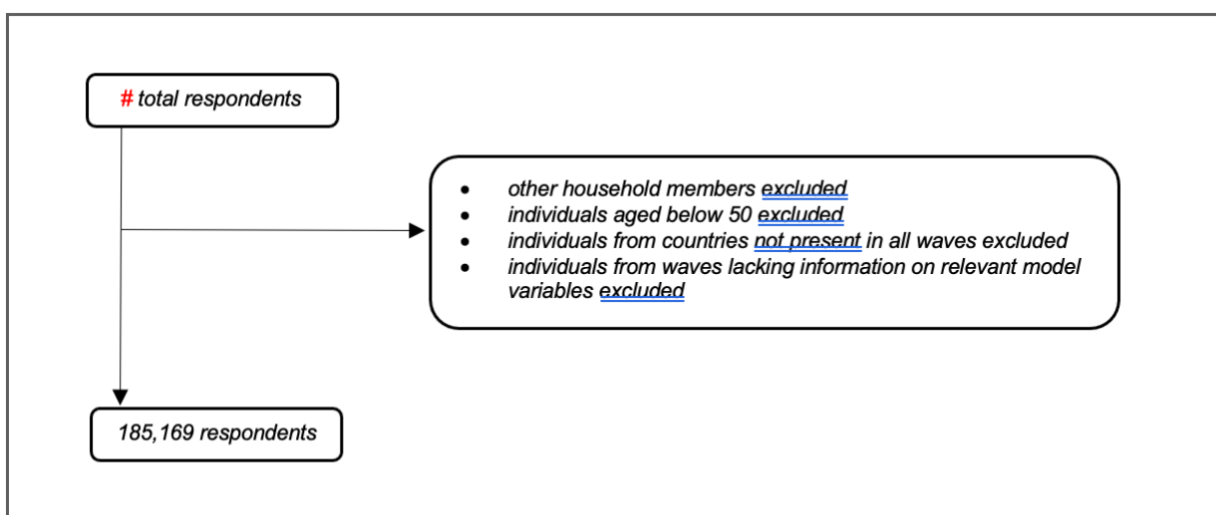 # total respondents
• other household members excluded
• individuals aged below 50 excluded
• individuals from countries not present in all waves excluded
• individuals from waves lacking information on relevant model
variables excluded
185,169 respondents